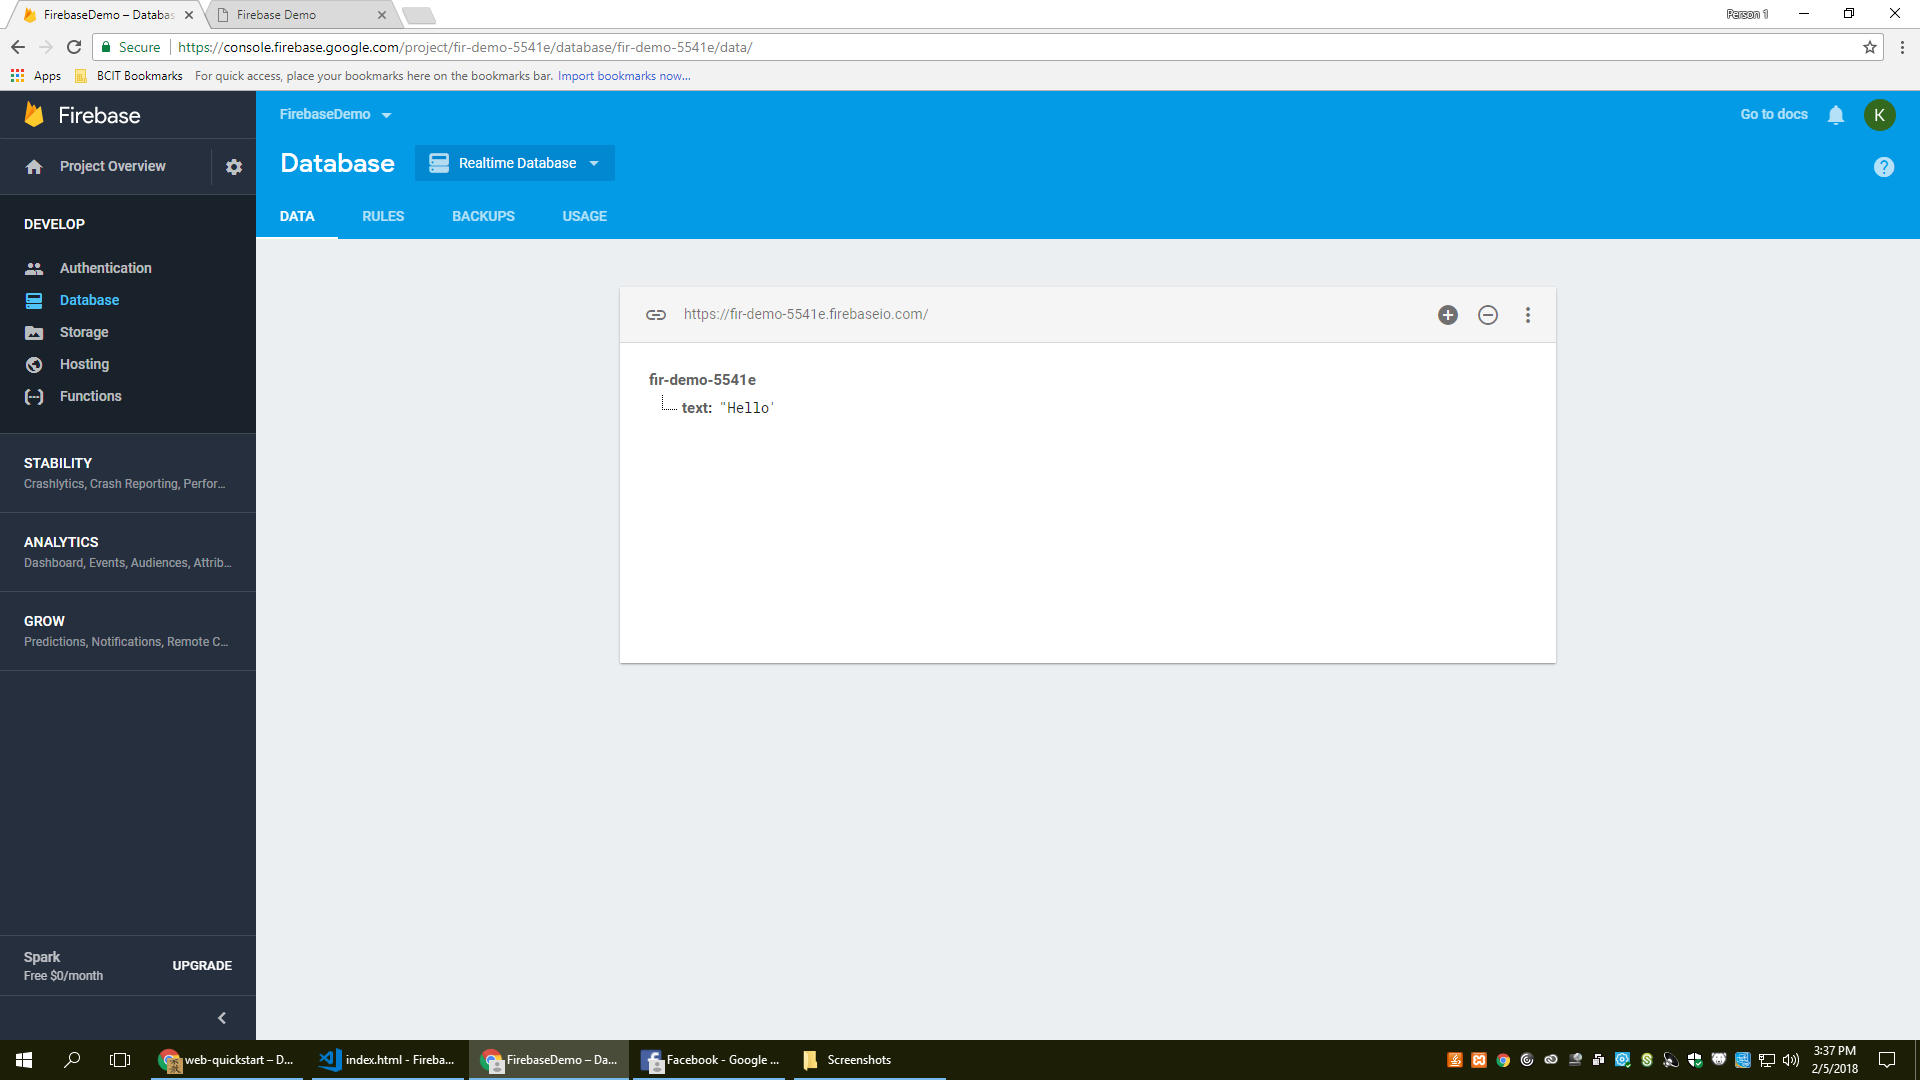 FirebaseDemo – Databas
Firebase Demo
Person 1
Secure
https://console.firebase.google.com/project/fir-demo-5541e/database/fir-demo-5541e/data/
Apps
BCIT Bookmarks
For quick access, place your bookmarks here on the bookmarks bar. Import bookmarks now...
Firebase
FirebaseDemo
Go to docs
K
Project Overview
Database
Realtime Database
DATA
RULES
BACKUPS
USAGE
DEVELOP
Authentication
Database
Storage
Hosting
Functions
https://fir-demo-5541e.firebaseio.com/
fir-demo-5541e
text: "Hello'
STABILITY
Crashlytics, Crash Reporting, Perfor...
ANALYTICS
Dashboard, Events, Audiences, Attrib...
GROW
Predictions, Notifications, Remote C...
Spark
Free $0/month
UPGRADE
web-quickstart – D...
index.html - Fireba...
FirebaseDemo – Da...
Facebook - Google ...
Screenshots
3:37 PM
2/5/2018